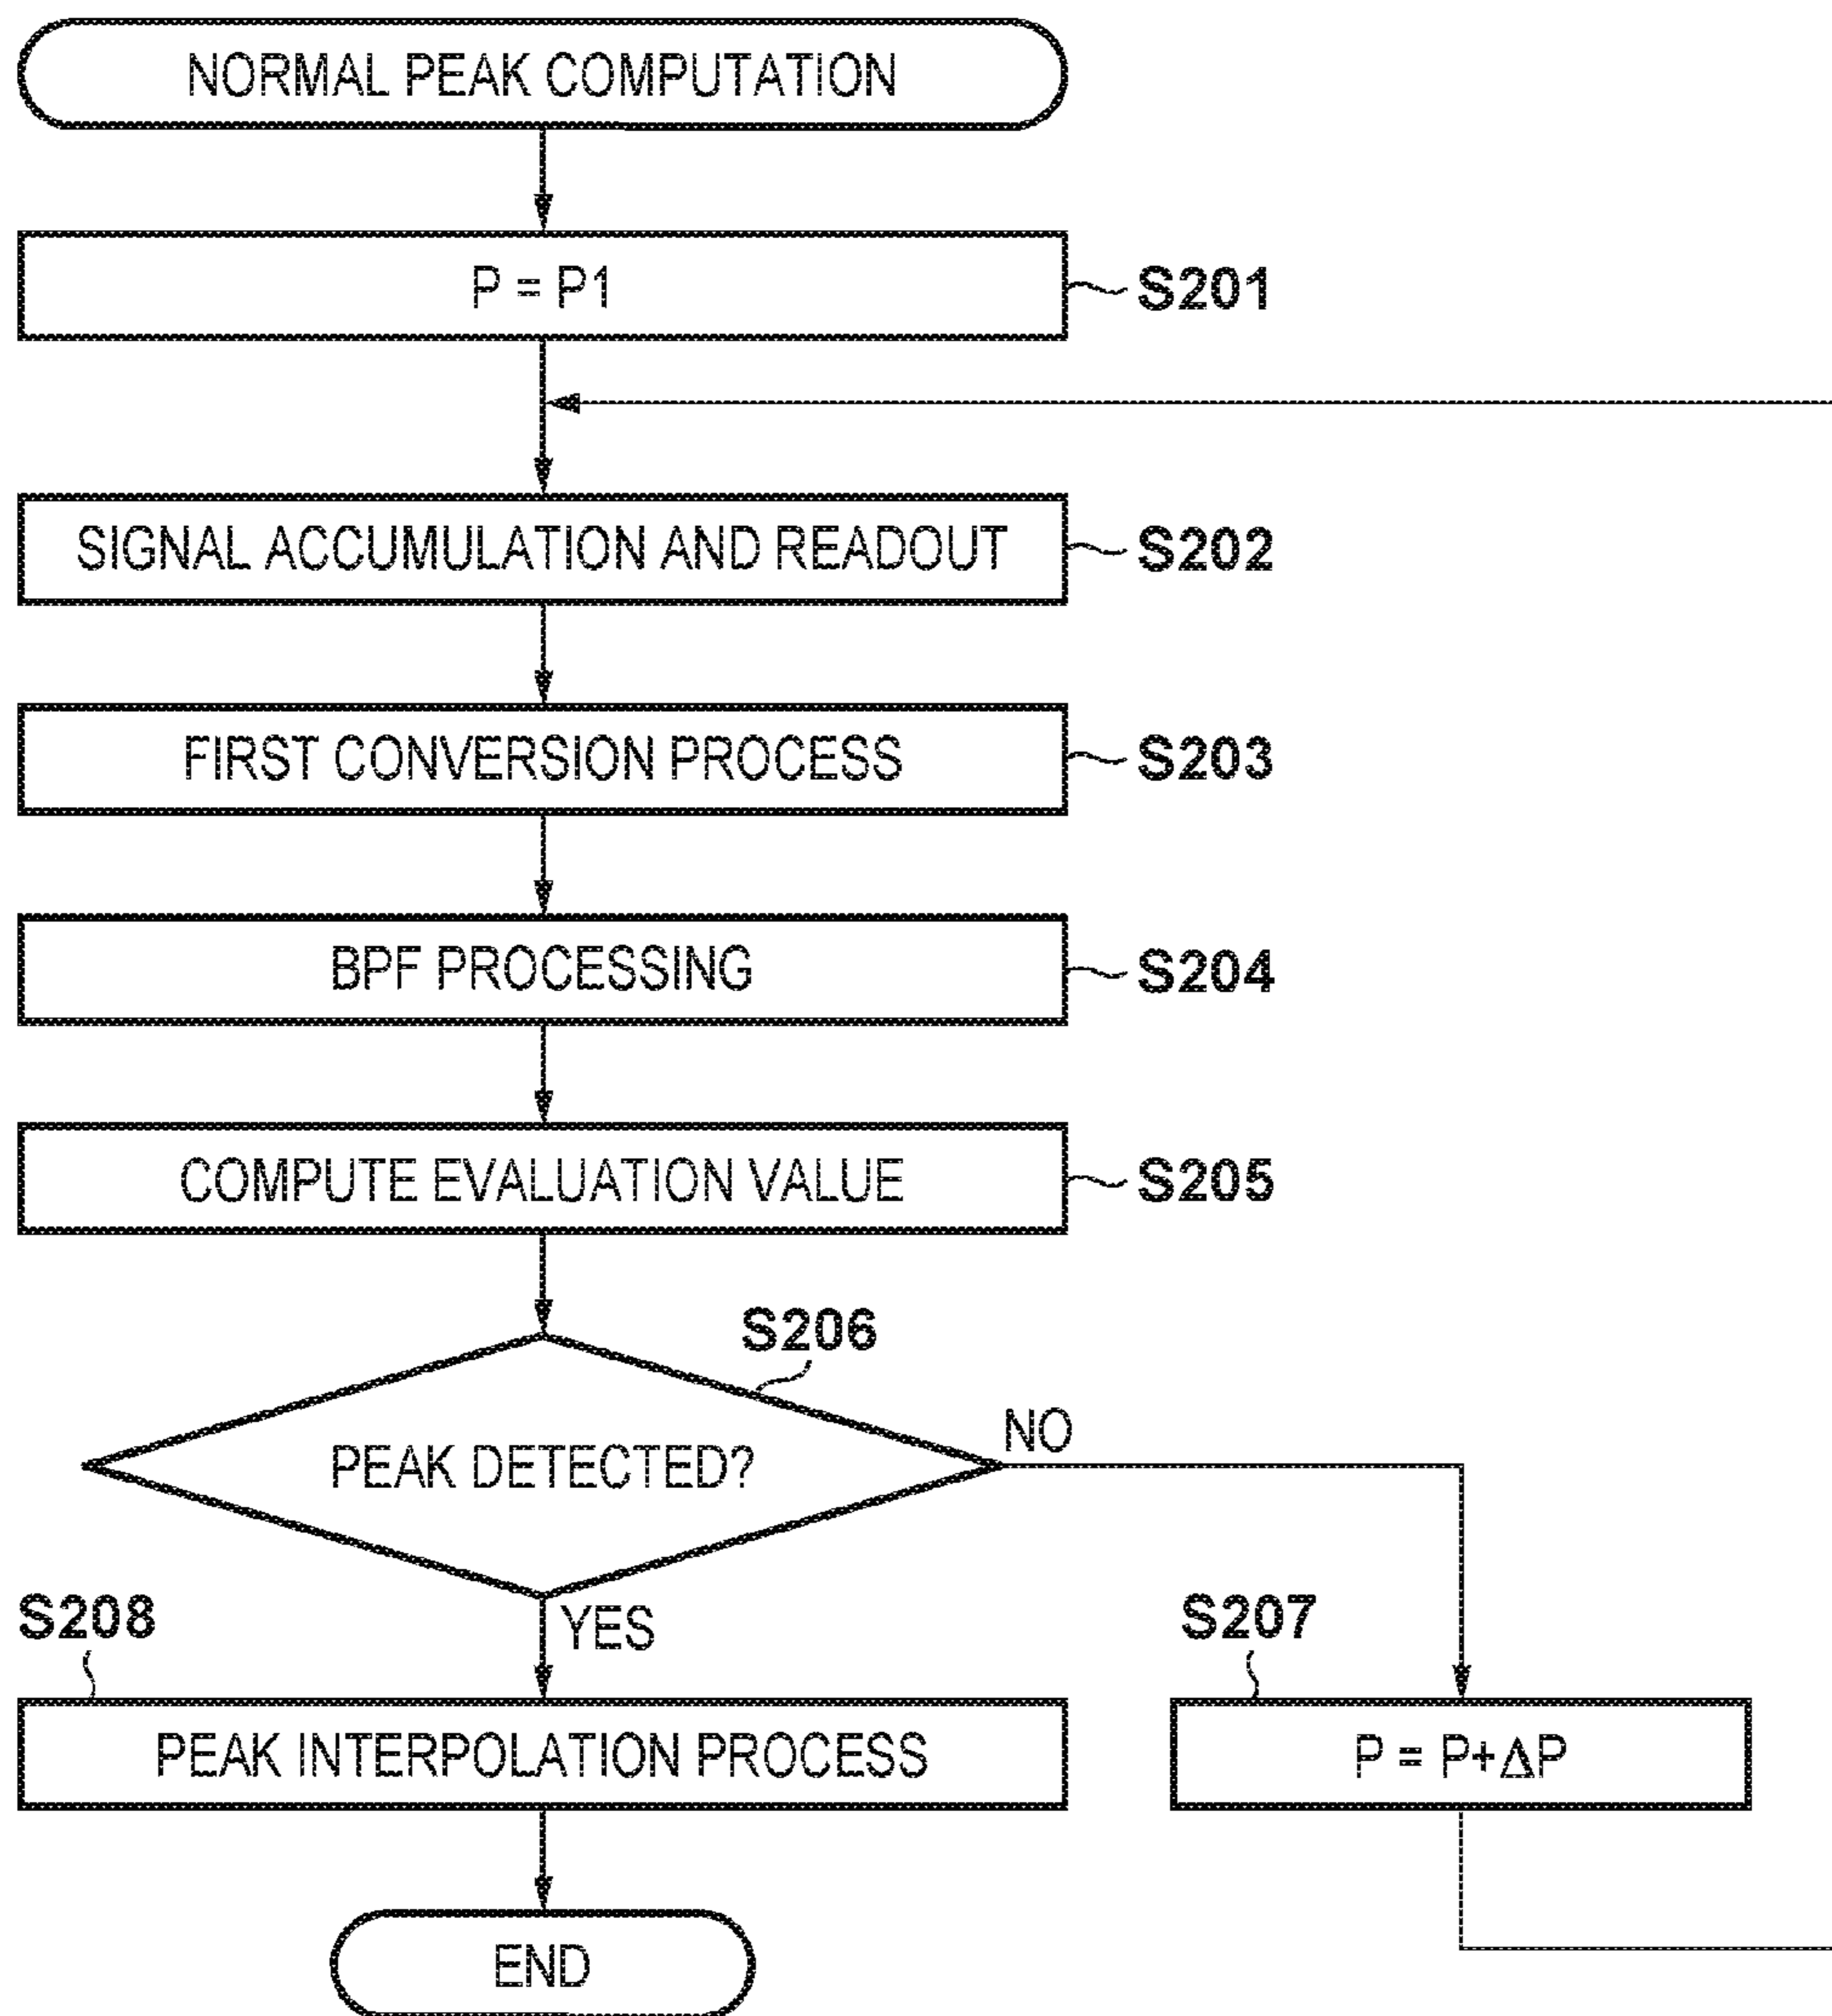 NORMAL PEAK COMPUTATION
P = P1
S201
SIGNAL ACCUMULATION AND READOUT
S202
FIRST CONVERSION PROCESS
S203
BPF PROCESSING
S204
COMPUTE EVALUATION VALUE
S205
S206
PEAK DETECTED?
NO
YES
S208
S207
PEAK INTERPOLATION PROCESS
P = P+ΔP
END